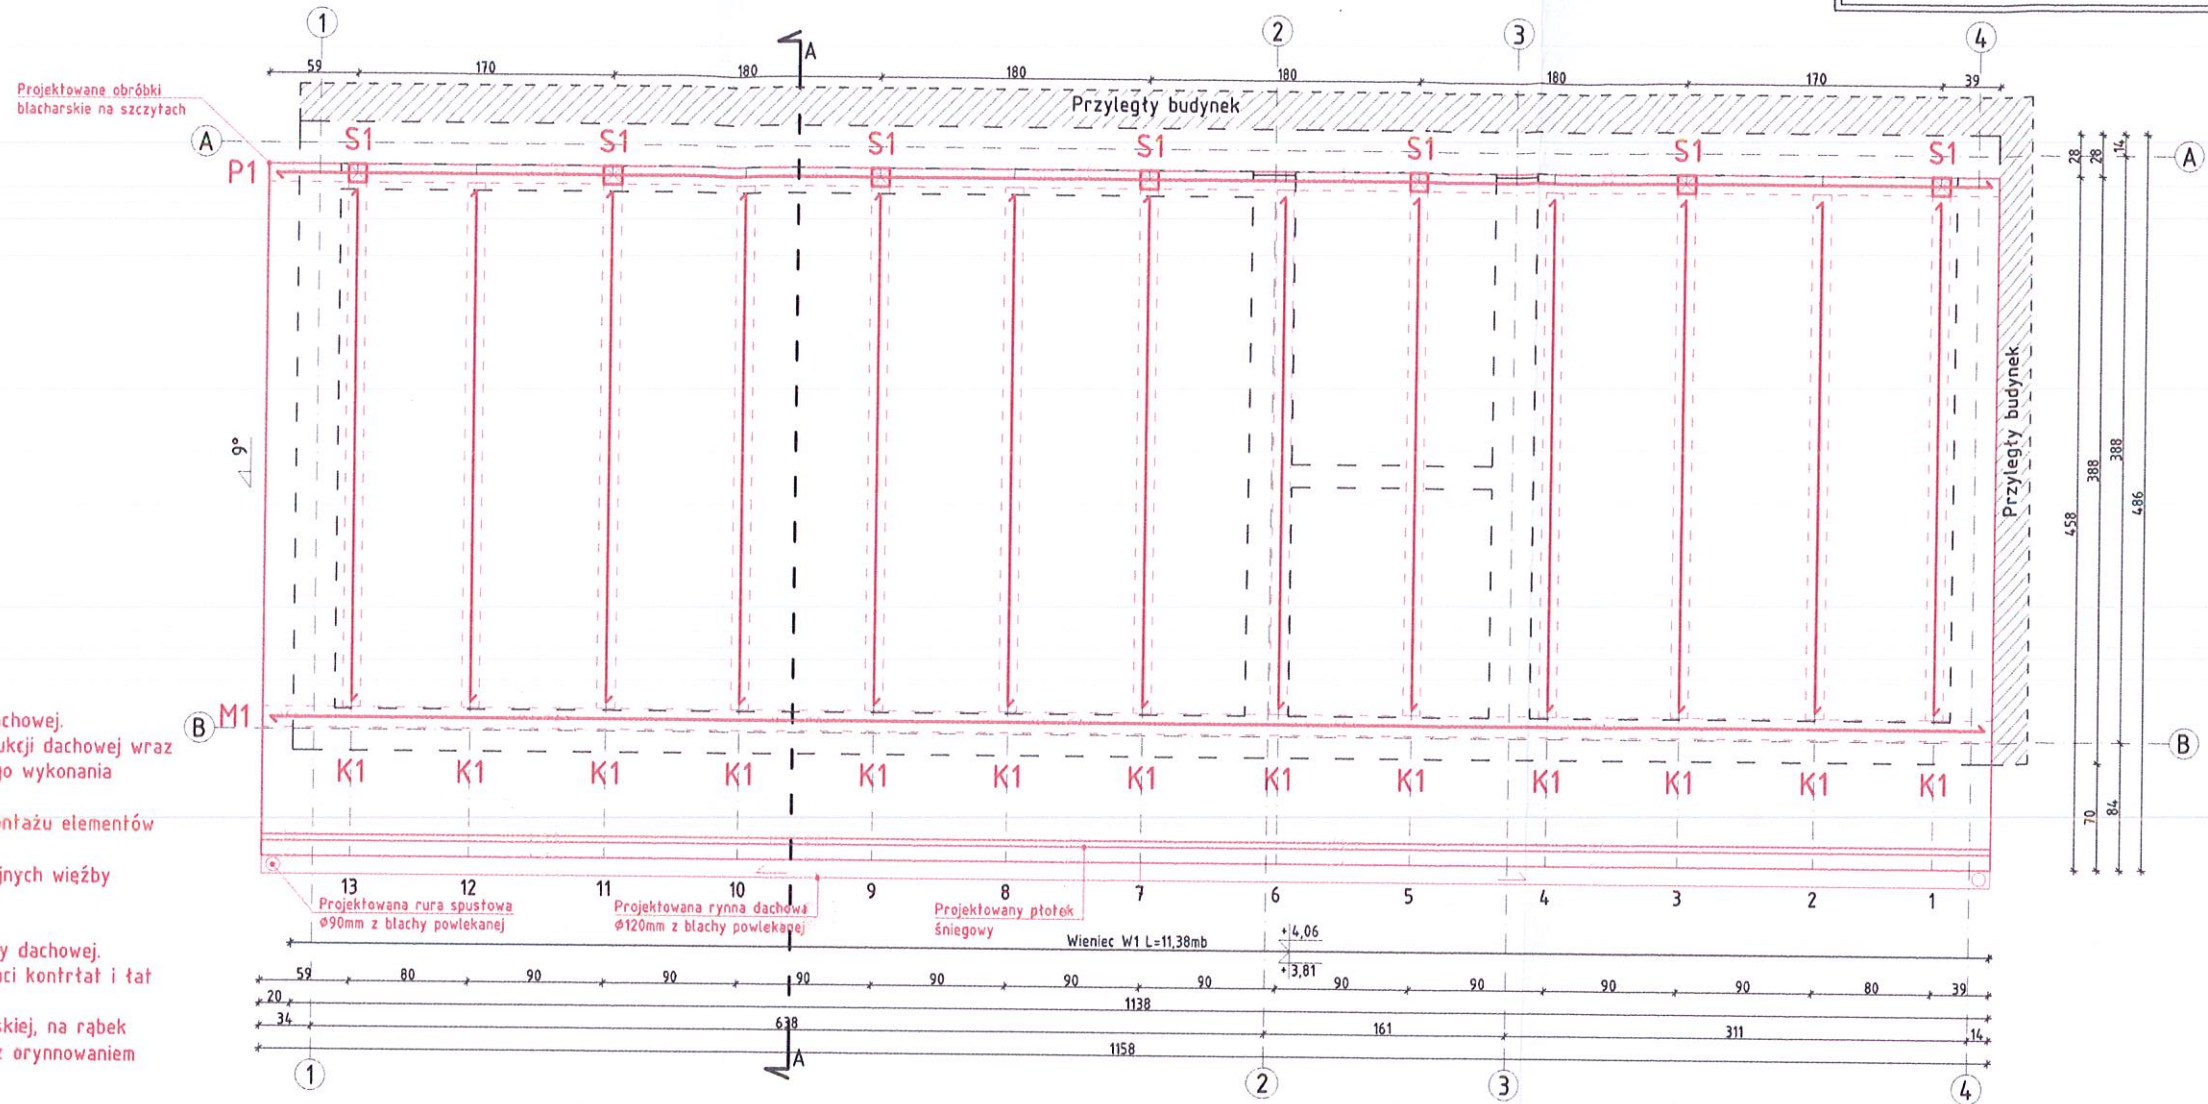 1
2
3
4
A
59
170
180
180
180
180
170
39
Projektowane obróbki
blacharskie na szczytach
Przyległy budynek
A
S1
S1
S1
S1
S1
S1
S1
A
P1
28
28
14
9°
Przyległy budynek
458
388
388
486
70
84
M1
B
B
K1
K1
K1
K1
K1
K1
K1
K1
K1
K1
K1
K1
K1
chowej.
ukcji dachowej wraz
go wykonania
ntażu elementów
jnych więźby
y dachowej.
ci kontrłat i łat
skiej, na rąbek
z orynnowaniem
13
12
11
10
9
8
7
6
5
4
3
2
1
Projektowana rura spustowa
Ø90mm z blachy powlekanej
Projektowana rynna dachowa
Ø120mm z blachy powlekanej
Projektowany płotek
śniegowy
Wieniec W1 L=11,38mb
+4,06
+3,81
59
80
90
90
90
90
90
90
90
90
90
90
80
39
20
1138
34
638
161
311
14
1158
A
1
2
3
4